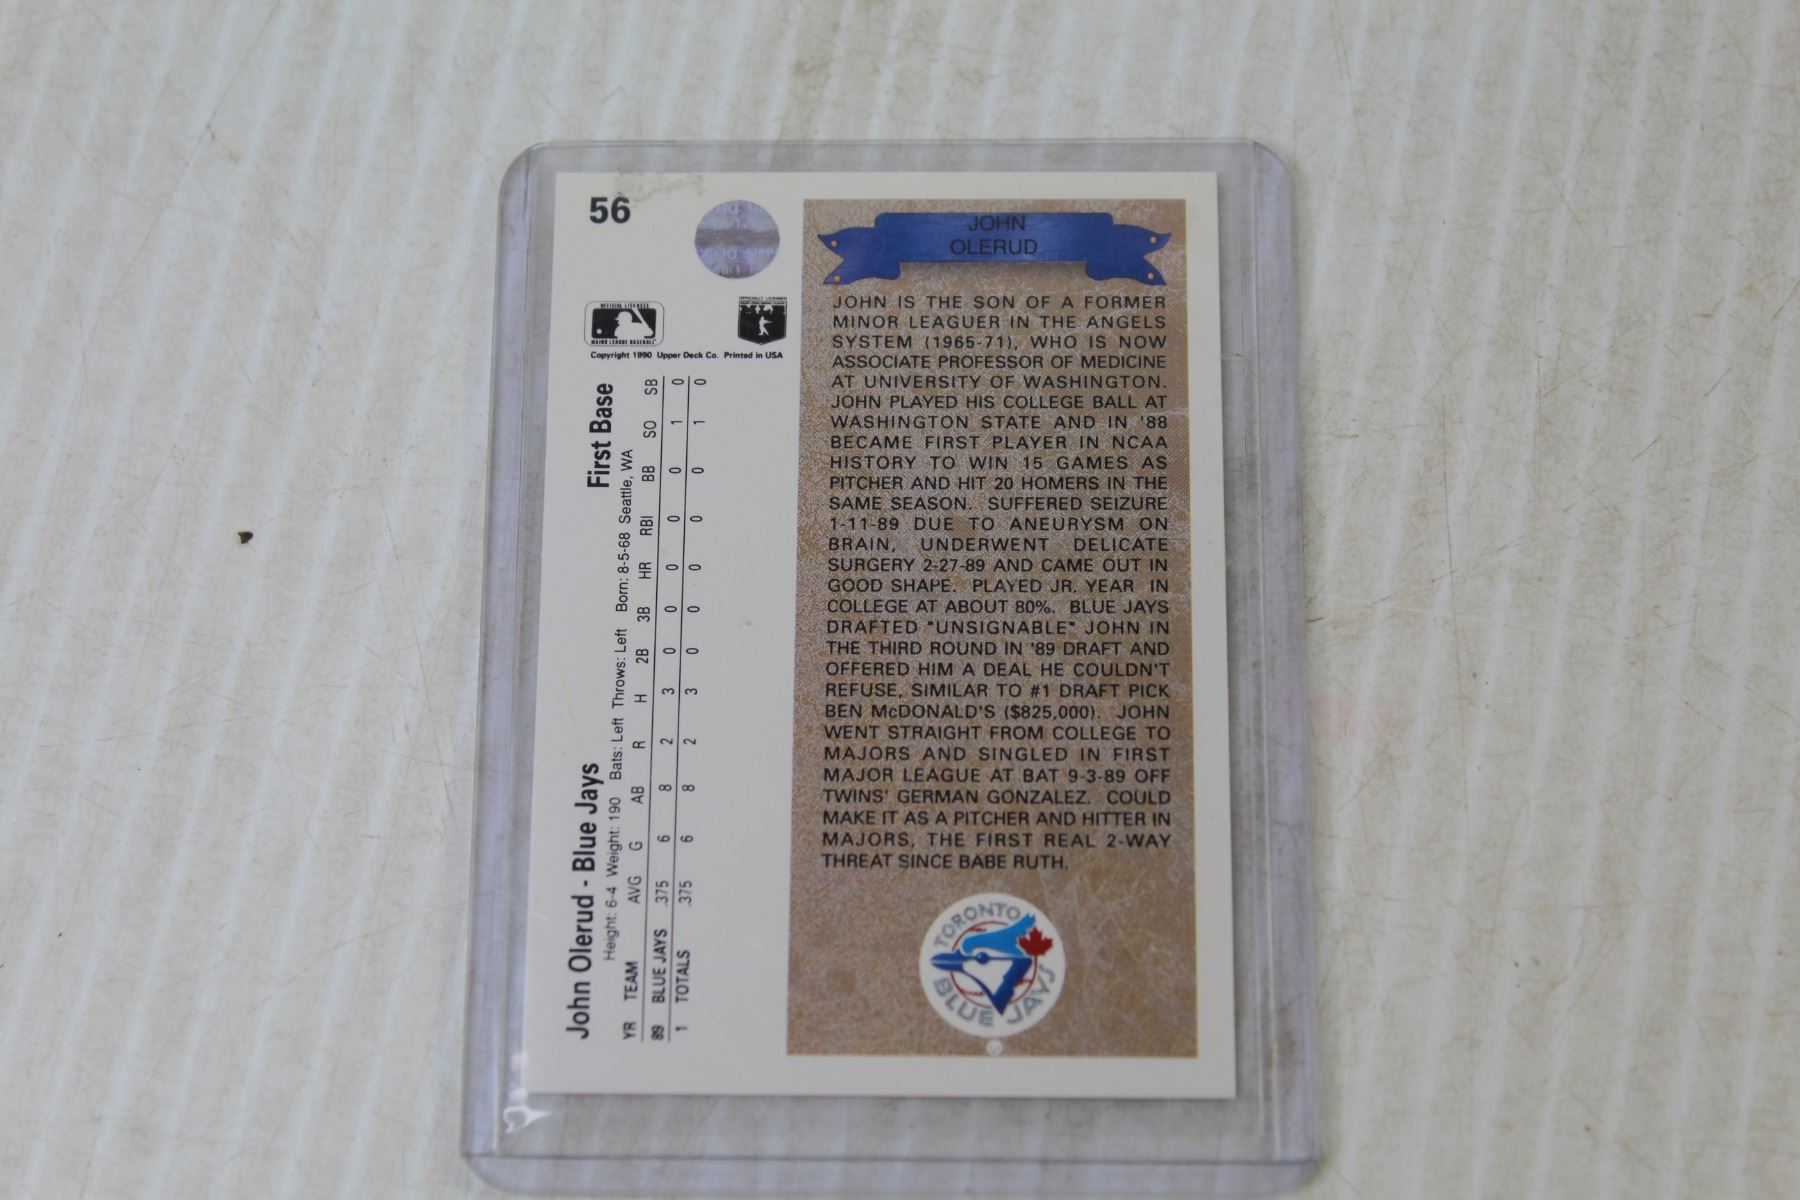 56
OFFICIAL LICENSEE
MAJOR LEAGUE BASEBALL
OFFICIALLY LICENSED
Copyright 1990 Upper Deck Co. Printed in USA
John Olerud - Blue Jays First Base
Height: 6-4 Weight: 190 Bats: Left Throws: Left Born: 8-5-68 Seattle, WA
YR TEAM AVG G AB R H 2B 3B HR RBI BB SO SB
89 BLUE JAYS .375 6 8 2 3 0 0 0 0 0 1 0
1 TOTALS .375 6 8 2 3 0 0 0 0 0 1 0
JOHN
OLERUD
JOHN IS THE SON OF A FORMER
MINOR LEAGUER IN THE ANGELS
SYSTEM (1965-71), WHO IS NOW
ASSOCIATE PROFESSOR OF MEDICINE
AT UNIVERSITY OF WASHINGTON.
JOHN PLAYED HIS COLLEGE BALL AT
WASHINGTON STATE AND IN '88
BECAME FIRST PLAYER IN NCAA
HISTORY TO WIN 15 GAMES AS
PITCHER AND HIT 20 HOMERS IN THE
SAME SEASON. SUFFERED SEIZURE
1-11-89 DUE TO ANEURYSM ON
BRAIN, UNDERWENT DELICATE
SURGERY 2-27-89 AND CAME OUT IN
GOOD SHAPE. PLAYED JR. YEAR IN
COLLEGE AT ABOUT 80%. BLUE JAYS
DRAFTED "UNSIGNABLE" JOHN IN
THE THIRD ROUND IN '89 DRAFT AND
OFFERED HIM A DEAL HE COULDN'T
REFUSE, SIMILAR TO #1 DRAFT PICK
BEN McDONALD'S ($825,000). JOHN
WENT STRAIGHT FROM COLLEGE TO
MAJORS AND SINGLED IN FIRST
MAJOR LEAGUE AT BAT 9-3-89 OFF
TWINS' GERMAN GONZALEZ. COULD
MAKE IT AS A PITCHER AND HITTER IN
MAJORS, THE FIRST REAL 2-WAY
THREAT SINCE BABE RUTH.
TORONTO
BLUE JAYS